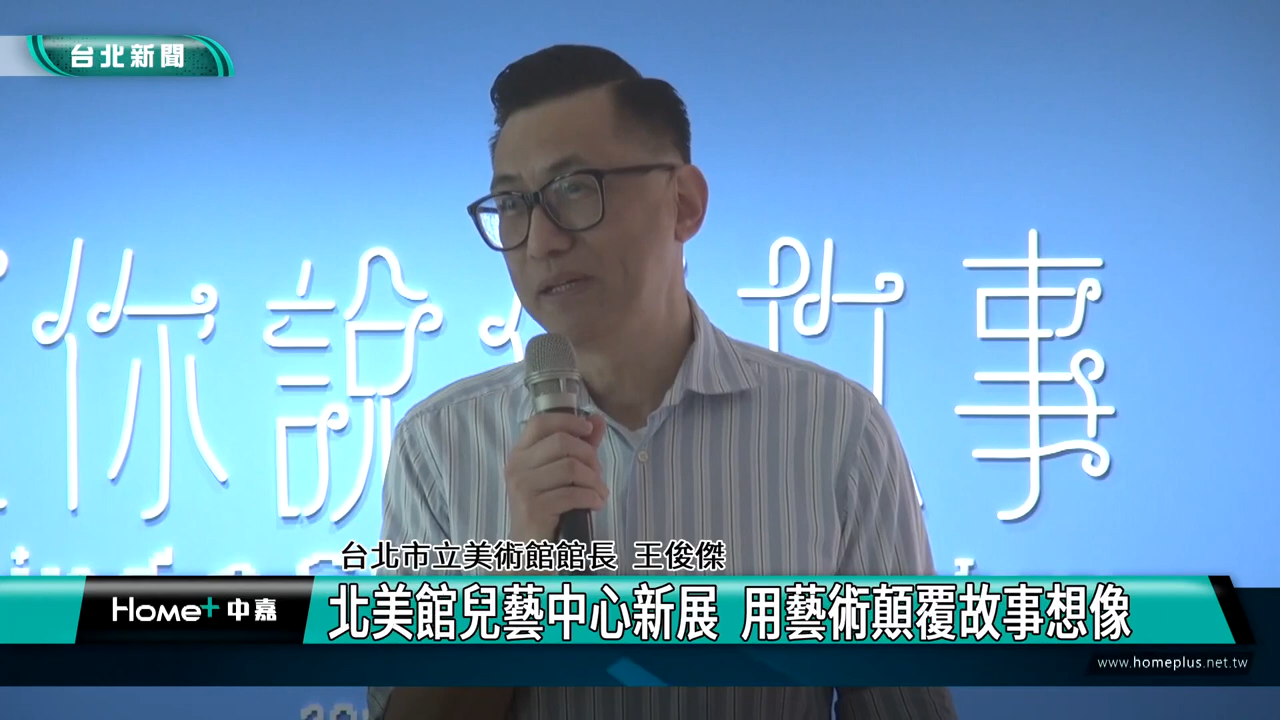 台北新聞
你說 故事
台北市立美術館館長 王俊傑
Home+中嘉
北美館兒藝中心新展 用藝術顛覆故事想像
www.homeplus.net.tw